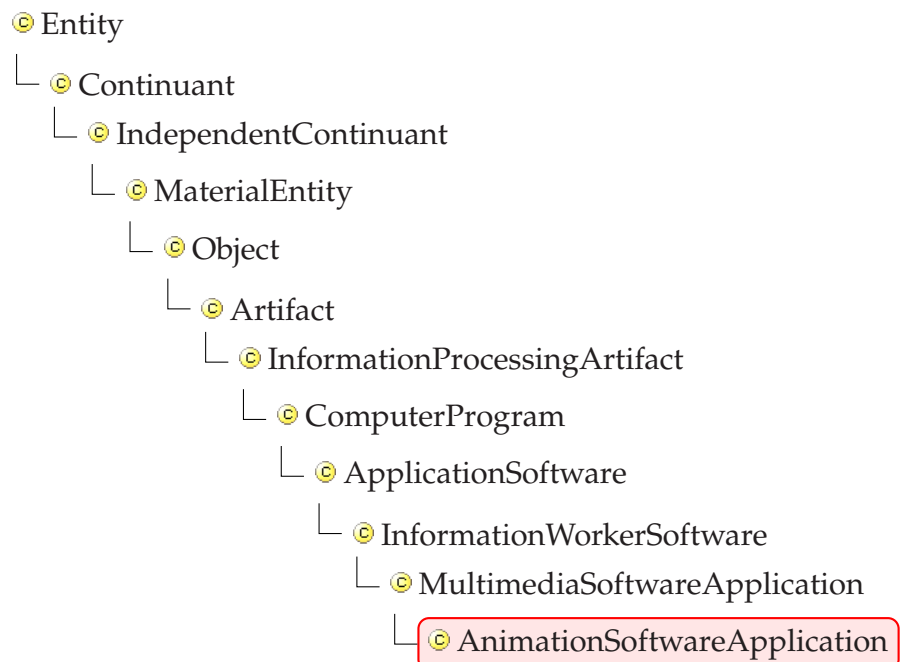 Entity
Continuant
IndependentContinuant
MaterialEntity
Object
Artifact
InformationProcessingArtifact
ComputerProgram
ApplicationSoftware
InformationWorkerSoftware
MultimediaSoftwareApplication
AnimationSoftwareApplication